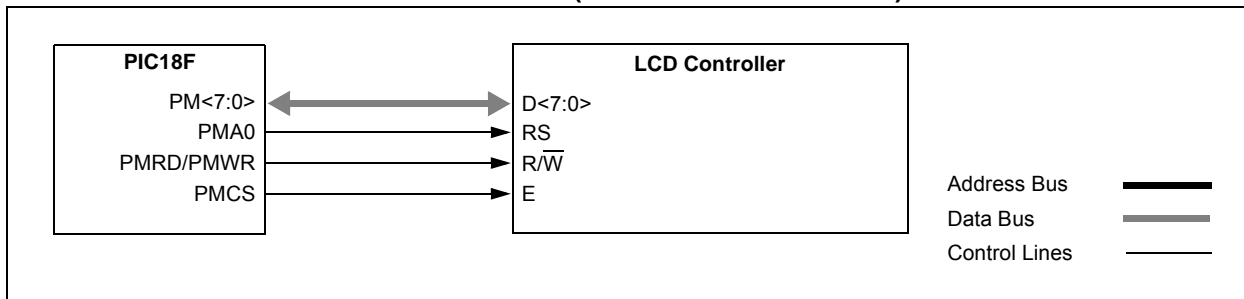 PIC18F
PM<7:0>
PMA0
PMRD/PMWR
PMCS
LCD Controller
D<7:0>
RS
R/W̅
E
Address Bus
Data Bus
Control Lines